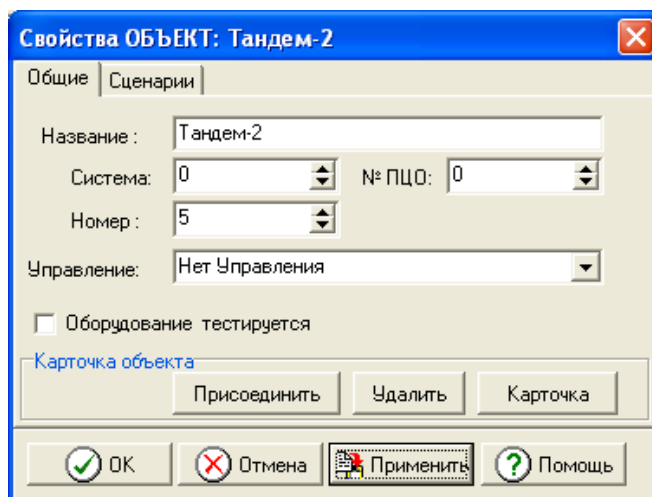 Свойства ОБЪЕКТ: Тандем-2
Общие Сценарии
Название : Тандем-2
Система: 0 № ПЦО: 0
Номер : 5
Управление: Нет Управления
Оборудование тестируется
Карточка объекта
Присоединить Удалить Карточка
ОК Отмена Применить Помощь